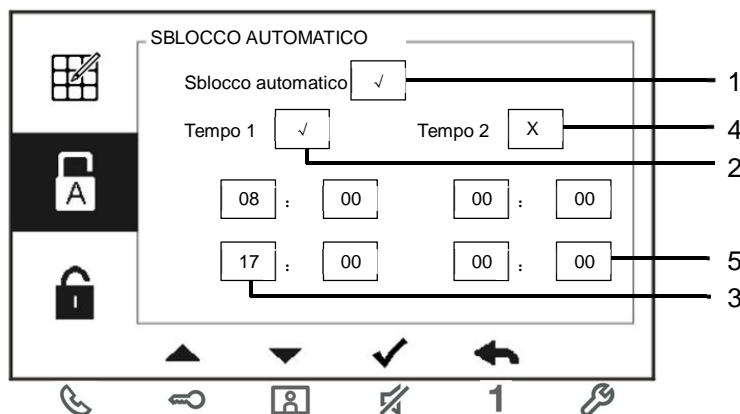 SBLOCCO AUTOMATICO
Sblocco automatico √ 1
Tempo 1 √ Tempo 2 X 4
2
A
08 : 00 00 : 00
17 : 00 00 : 00 5
3
1